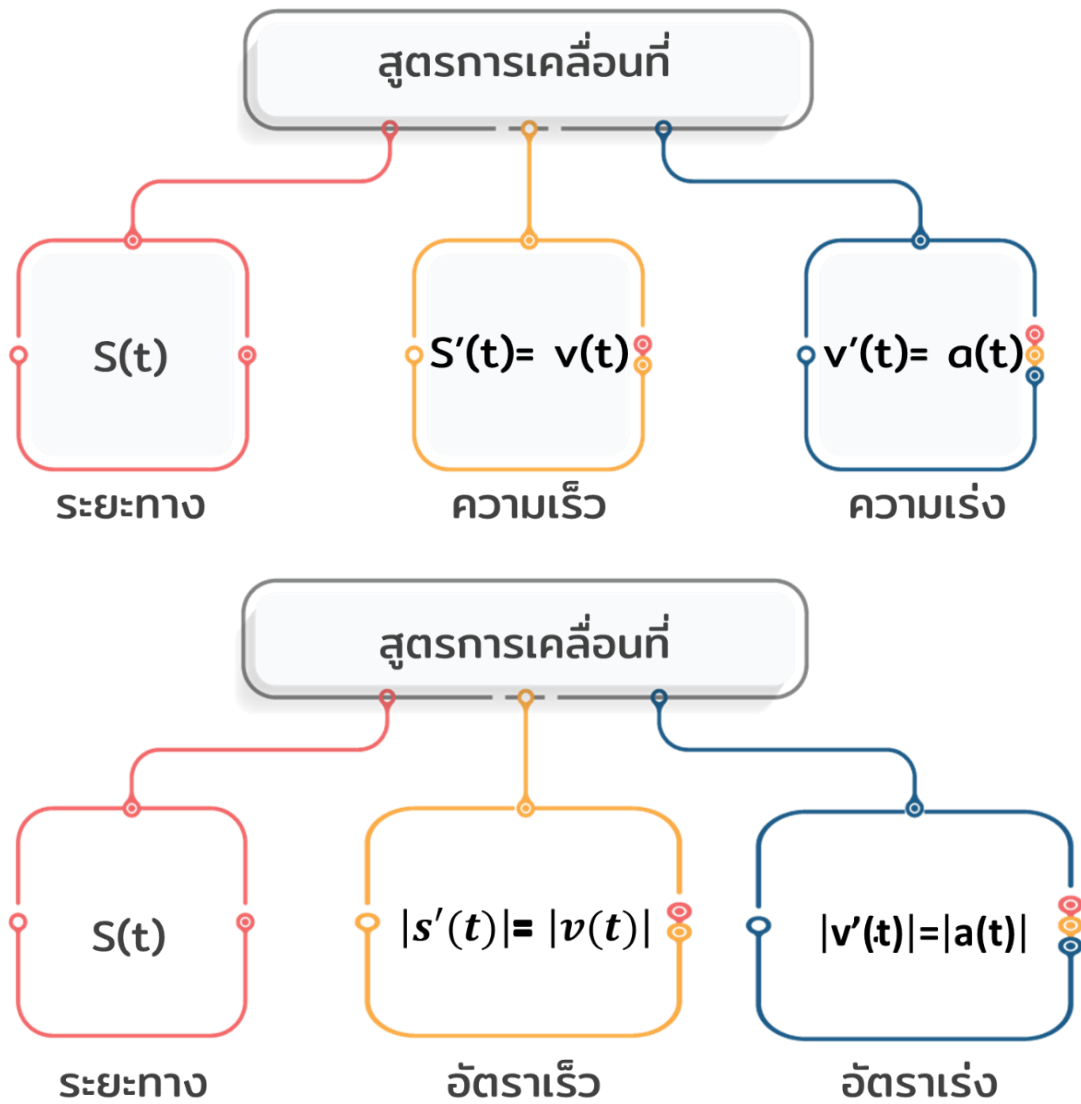 สูตรการเคลื่อนที่
S(t)
S′(t)= v(t)
v′(t)= a(t)
ระยะทาง
ความเร็ว
ความเร่ง
สูตรการเคลื่อนที่
S(t)
|s′(t)|= |v(t)|
|v'(t)|=|a(t)|
ระยะทาง
อัตราเร็ว
อัตราเร่ง